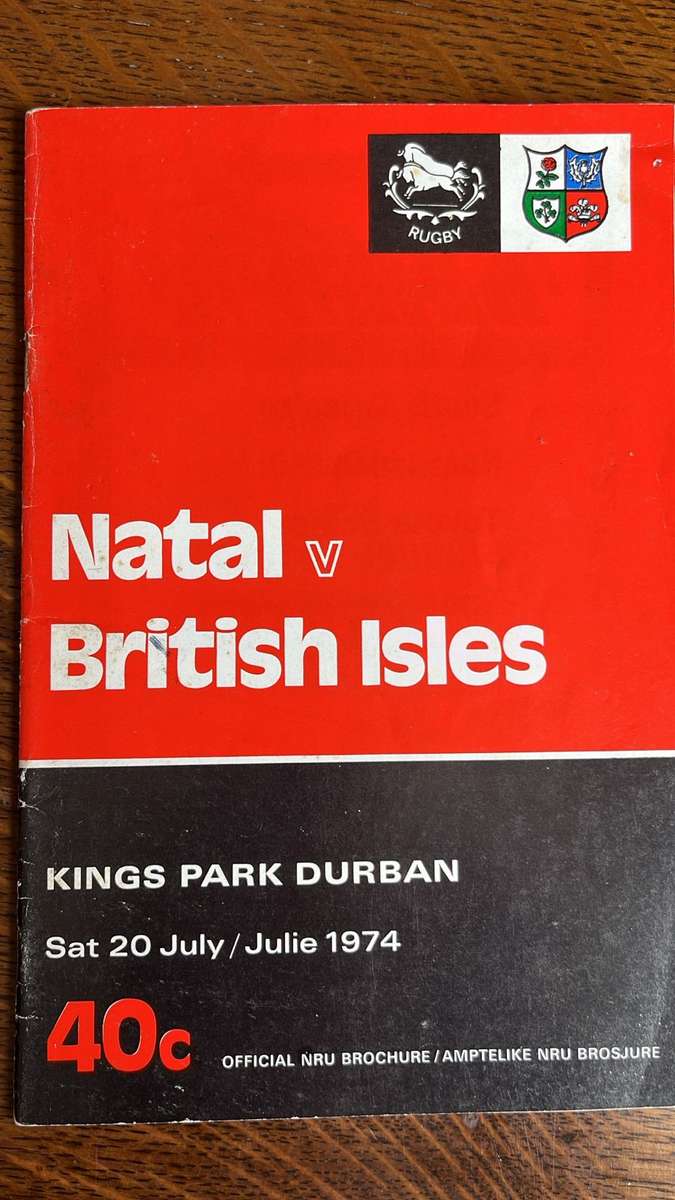 RUGBY
Natal v
British Isles
KINGS PARK DURBAN
Sat 20 July/Julie 1974
40c OFFICIAL NRU BROCHURE/AMPTELIKE NRU BROSJURE